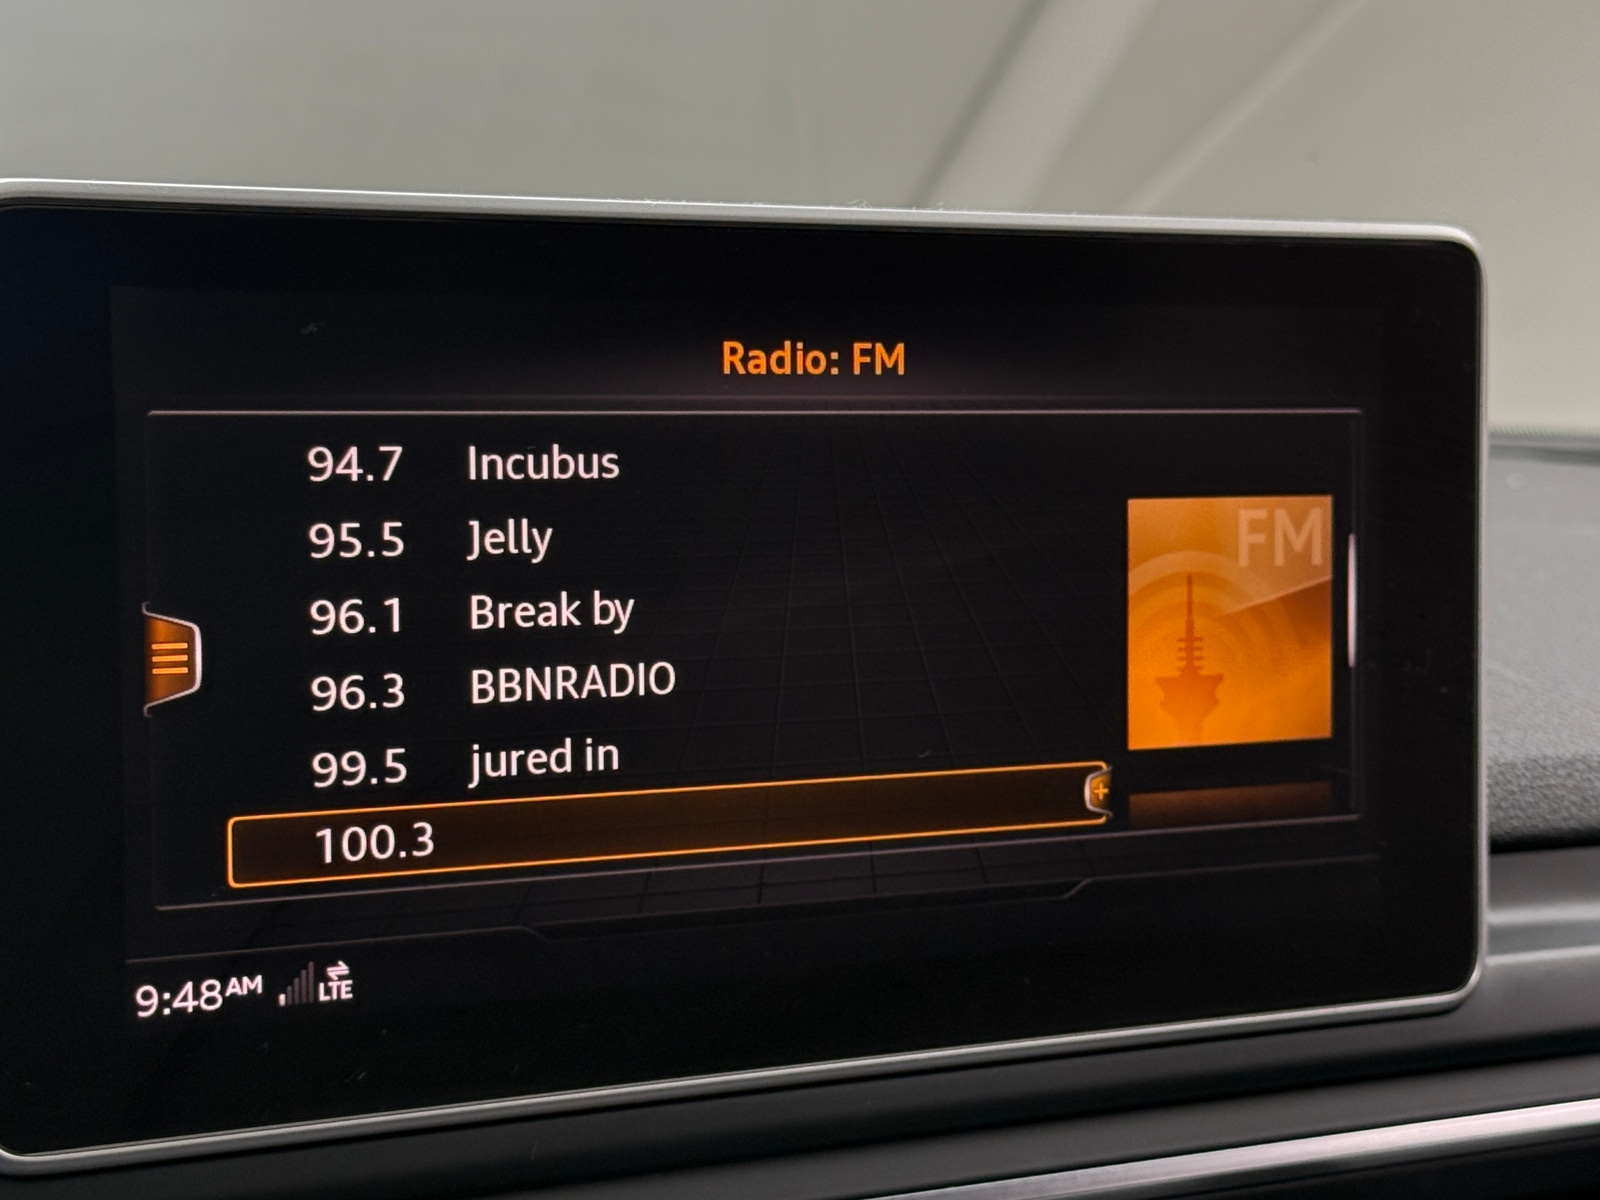 Radio: FM
94.7 Incubus
95.5 Jelly
96.1 Break by
96.3 BBNRADIO
99.5 jured in
100.3
FM
9:48AM LTE